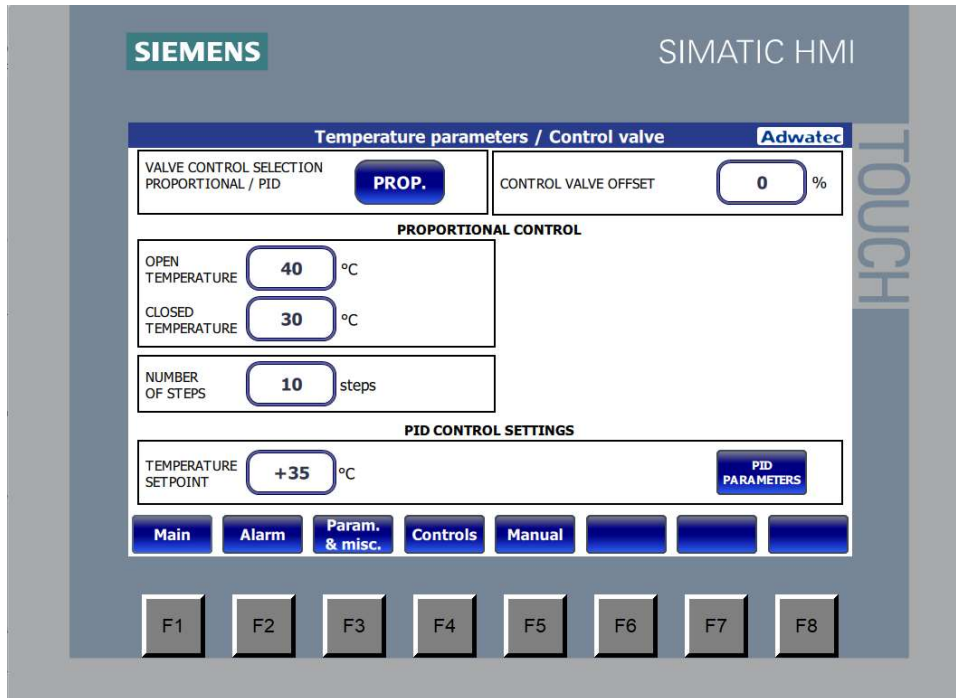 SIEMENS
SIMATIC HMI
TOUCH
Temperature parameters / Control valve
Adwatec
VALVE CONTROL SELECTION
PROPORTIONAL / PID
PROP.
CONTROL VALVE OFFSET
0
%
PROPORTIONAL CONTROL
OPEN
TEMPERATURE
40
°C
CLOSED
TEMPERATURE
30
°C
NUMBER
OF STEPS
10
steps
PID CONTROL SETTINGS
TEMPERATURE
SETPOINT
+35
°C
PID
PARAMETERS
Main
Alarm
Param.
& misc.
Controls
Manual
F1
F2
F3
F4
F5
F6
F7
F8